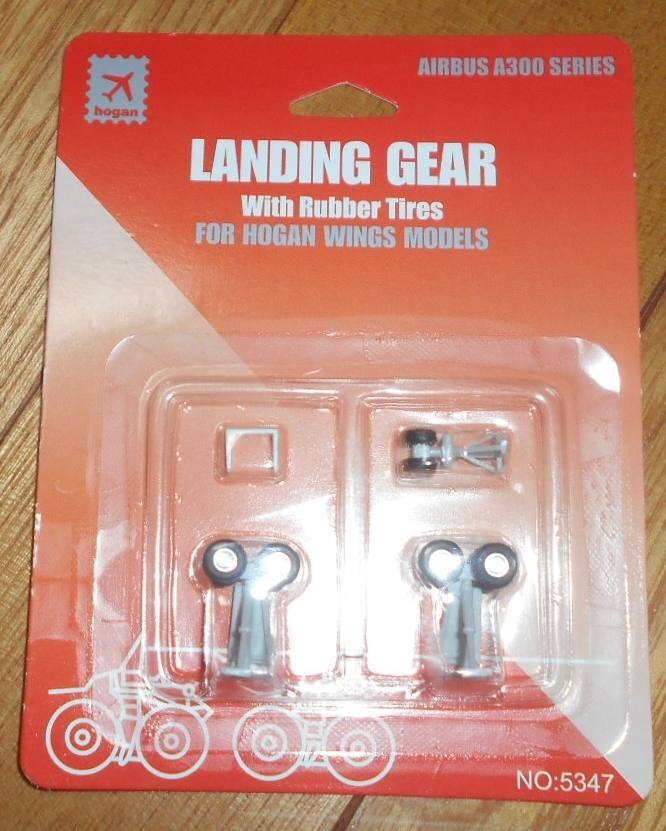 hogan
AIRBUS A300 SERIES
LANDING GEAR
With Rubber Tires
FOR HOGAN WINGS MODELS
NO:5347